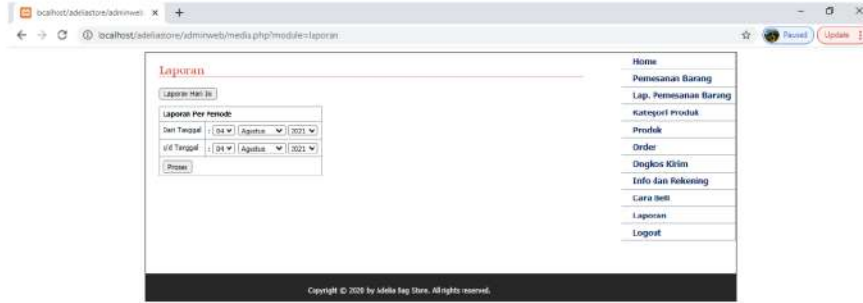 localhost/adeliastore/adminweb
localhost/adeliastore/adminweb/media.php?module=laporan
Paused
Update
Laporan
Laporan Hari Ini
Laporan Per Periode
Dari Tanggal : 04 Agustus 2021
s/d Tanggal : 04 Agustus 2021
Proses
Home
Pemesanan Barang
Lap. Pemesanan Barang
Kategori Produk
Produk
Order
Ongkos Kirim
Info dan Rekening
Cara Beli
Laporan
Logout
Copyright © 2020 by Adelia Bag Store. All rights reserved.